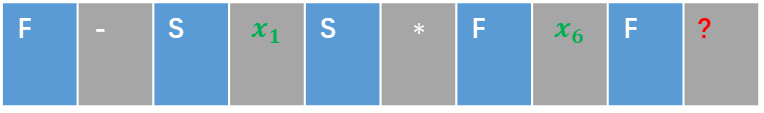 F - S x₁ S * F x₆ F ?